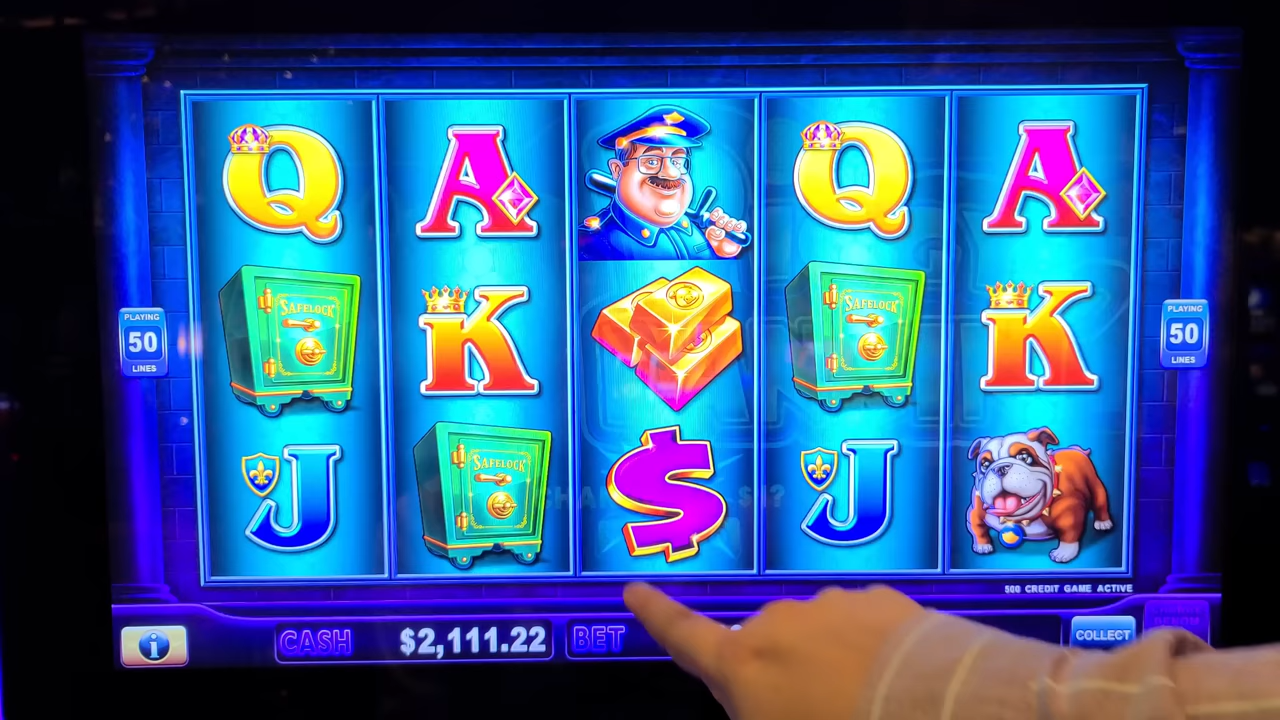 Q A Q A
SAFELOCK SAFELOCK
K K
PLAYING
50
LINES
PLAYING
50
LINES
J SAFELOCK $ J
500 CREDIT GAME ACTIVE
i CASH $2,111.22 BET COLLECT
DENOM